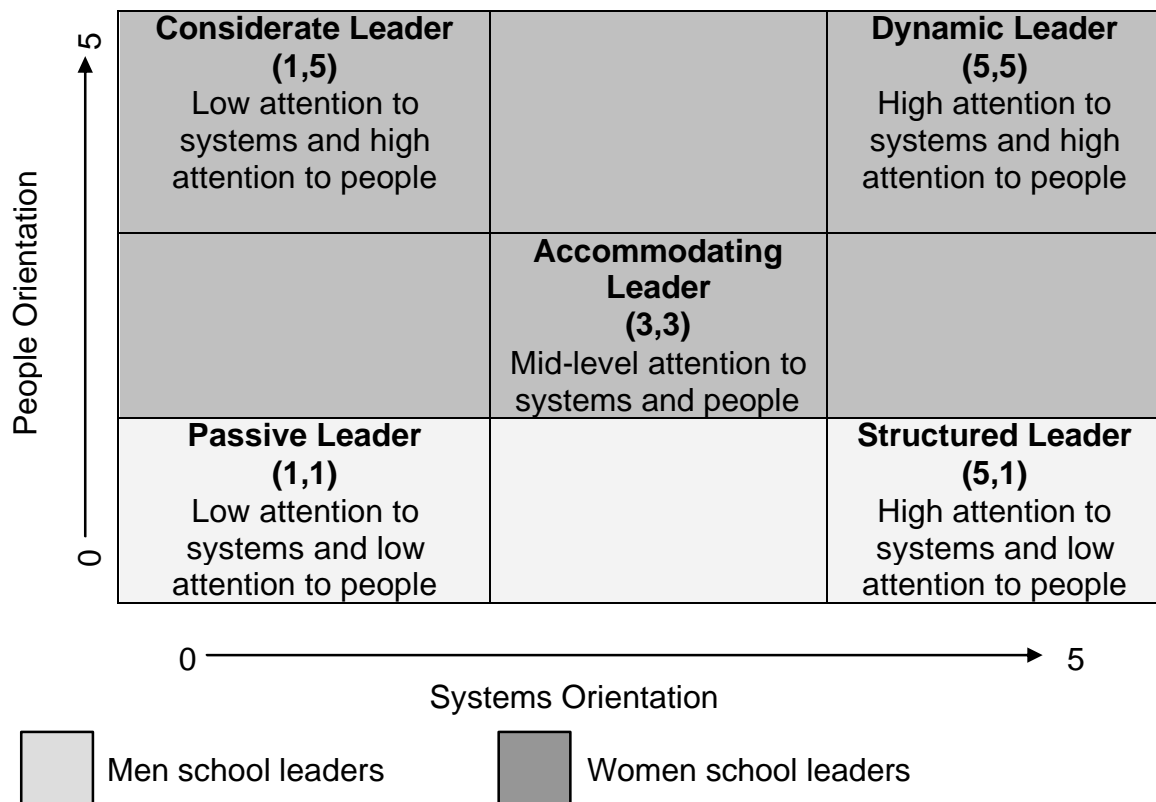 5
People Orientation
0
Considerate Leader
(1,5)
Low attention to
systems and high
attention to people
Dynamic Leader
(5,5)
High attention to
systems and high
attention to people
Accommodating
Leader
(3,3)
Mid-level attention to
systems and people
Passive Leader
(1,1)
Low attention to
systems and low
attention to people
Structured Leader
(5,1)
High attention to
systems and low
attention to people
0
5
Systems Orientation
Men school leaders
Women school leaders